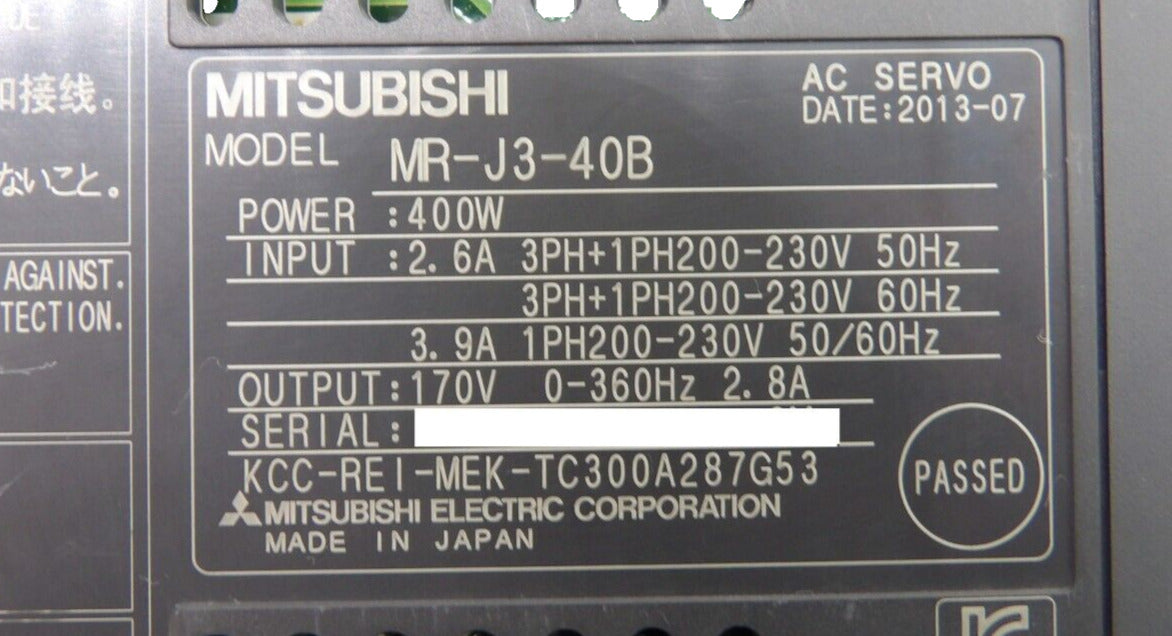 和接线。
ないこと。
AGAINST.
TECTION.
MITSUBISHI
AC SERVO
DATE:2013-07
MODEL MR-J3-40B
POWER :400W
INPUT :2.6A 3PH+1PH200-230V 50Hz
3PH+1PH200-230V 60Hz
3.9A 1PH200-230V 50/60Hz
OUTPUT:170V 0-360Hz 2.8A
SERIAL:
KCC-REI-MEK-TC300A287G53
PASSED
MITSUBISHI ELECTRIC CORPORATION
MADE IN JAPAN